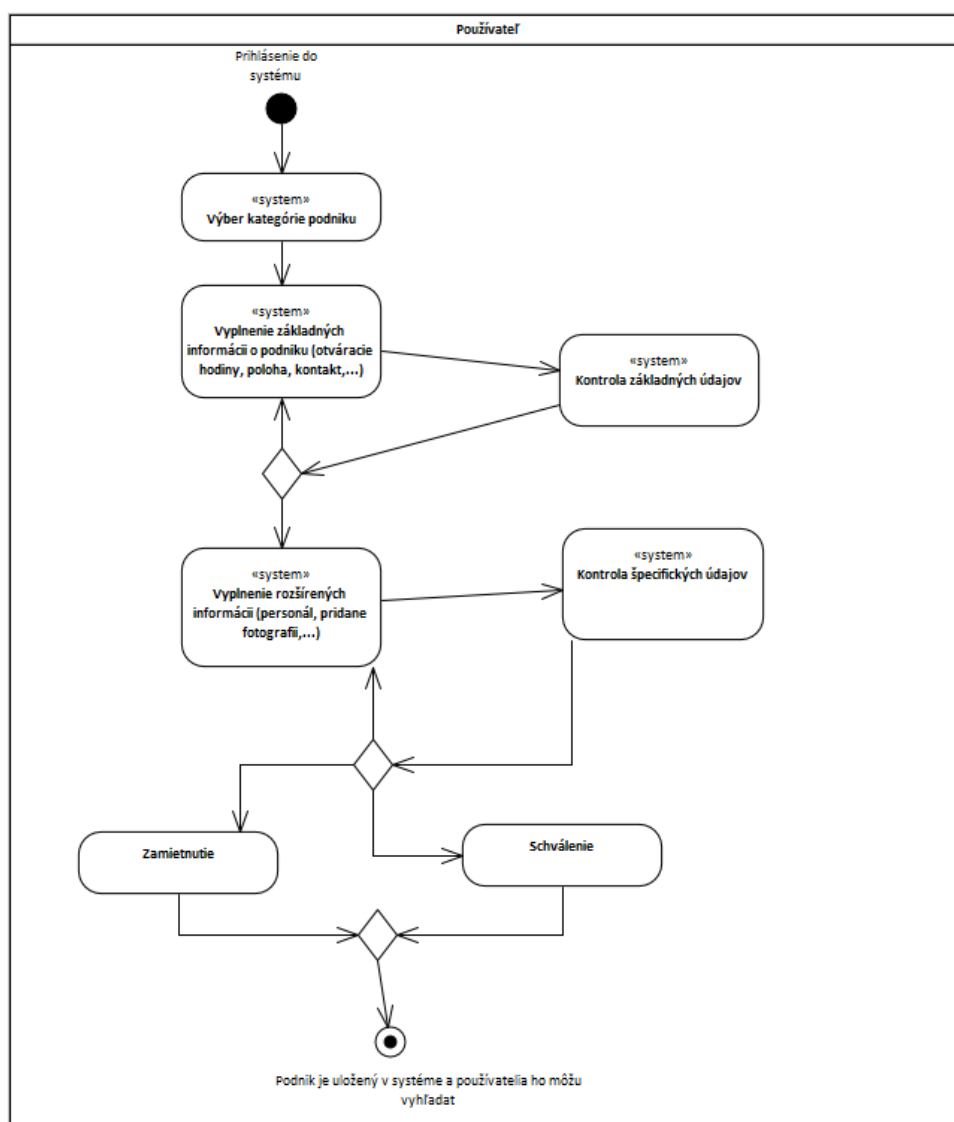 Používateľ
Prihlásenie do
systému
«system»
Výber kategórie podniku
«system»
Vyplnenie základných
informácii o podniku (otváracie
hodiny, poloha, kontakt,...)
«system»
Kontrola základných údajov
«system»
Vyplnenie rozšírených
informácii (personál, pridane
fotografii,...)
«system»
Kontrola špecifických údajov
Zamietnutie
Schválenie
Podnik je uložený v systéme a používatelia ho môžu
vyhľadat